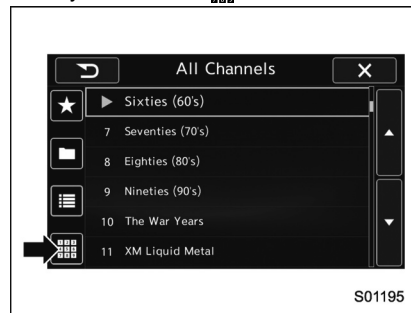 All Channels
Sixties (60's)
7 Seventies (70's)
8 Eighties (80's)
9 Nineties (90's)
10 The War Years
11 XM Liquid Metal
S01195